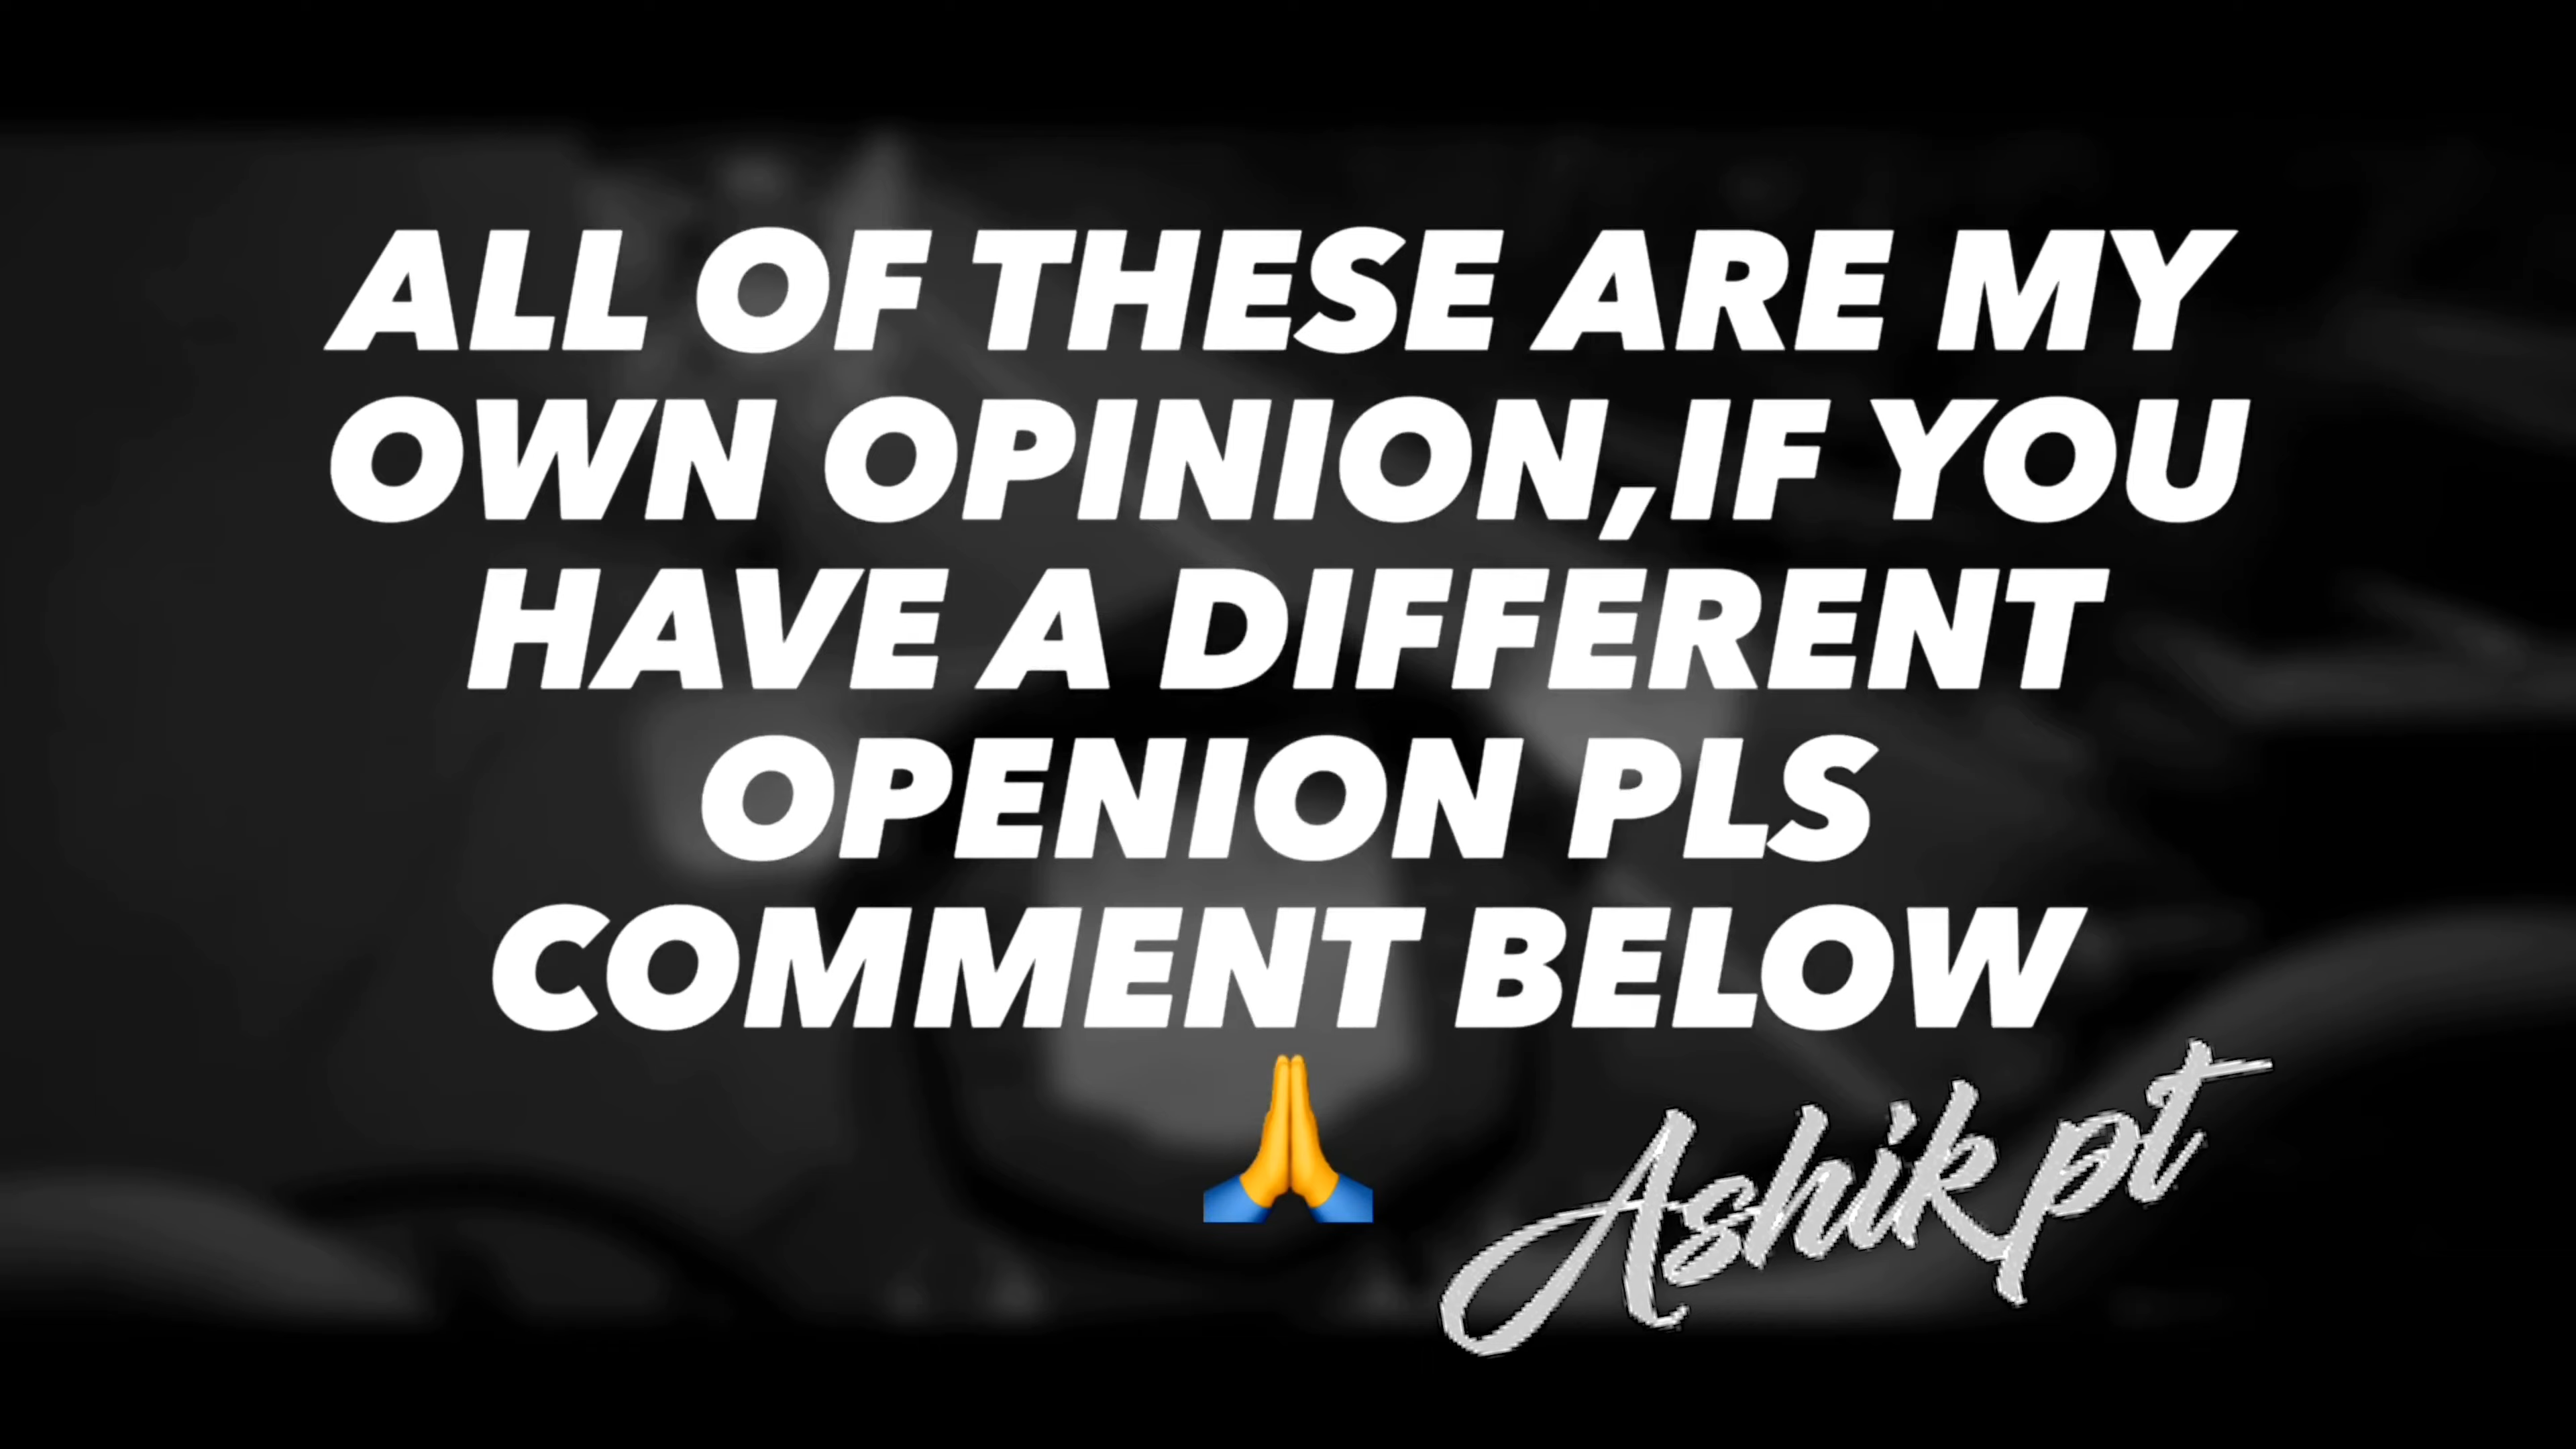 ALL OF THESE ARE MY
OWN OPINION,IF YOU
HAVE A DIFFERENT
OPENION PLS
COMMENT BELOW
🙏
Ashik pt